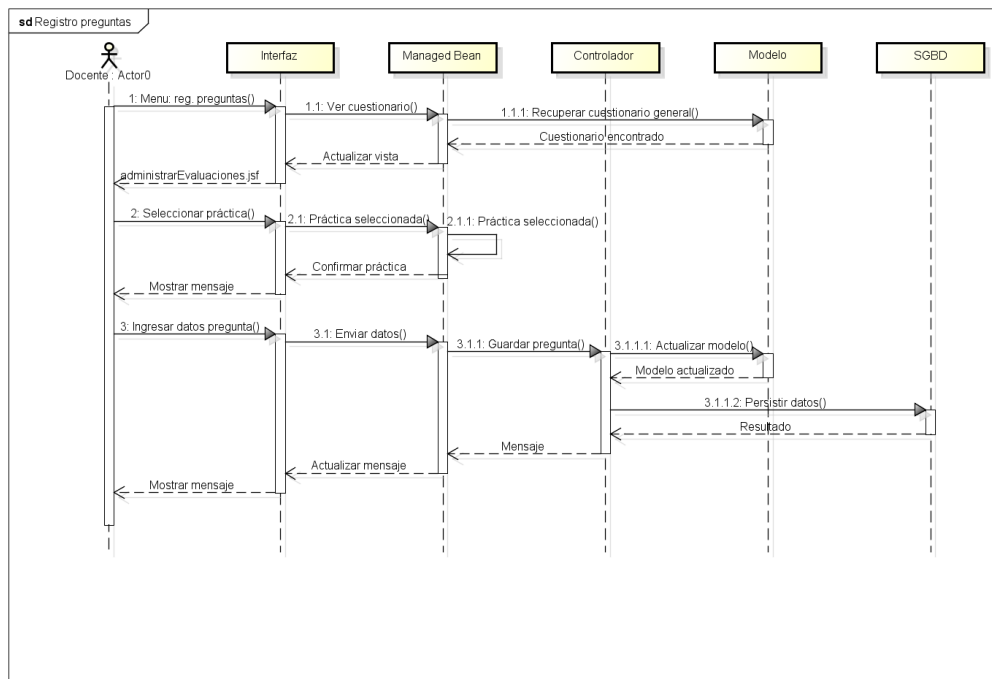 sd Registro preguntas
Docente : Actor0
Interfaz
Managed Bean
Controlador
Modelo
SGBD
1: Menu: reg. preguntas()
1.1: Ver cuestionario()
1.1.1: Recuperar cuestionario general()
Cuestionario encontrado
Actualizar vista
administrarEvaluaciones.jsf
2: Seleccionar práctica()
2.1: Práctica seleccionada()
2.1.1: Práctica seleccionada()
Confirmar práctica
Mostrar mensaje
3: Ingresar datos pregunta()
3.1: Enviar datos()
3.1.1: Guardar pregunta()
3.1.1.1: Actualizar modelo()
Modelo actualizado
3.1.1.2: Persistir datos()
Resultado
Mensaje
Actualizar mensaje
Mostrar mensaje